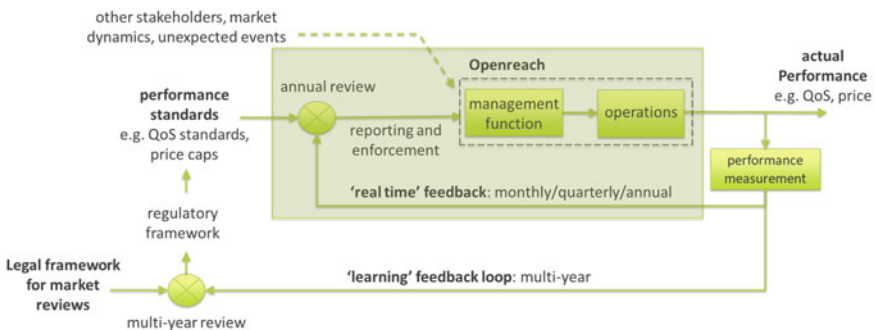 other stakeholders, market
dynamics, unexpected events
Openreach
annual review
actual
Performance
e.g. QoS, price
performance
standards
e.g. QoS standards,
price caps
management
function
operations
reporting and
enforcement
performance
measurement
'real time' feedback: monthly/quarterly/annual
regulatory
framework
Legal framework
for market
reviews
'learning' feedback loop: multi-year
multi-year review